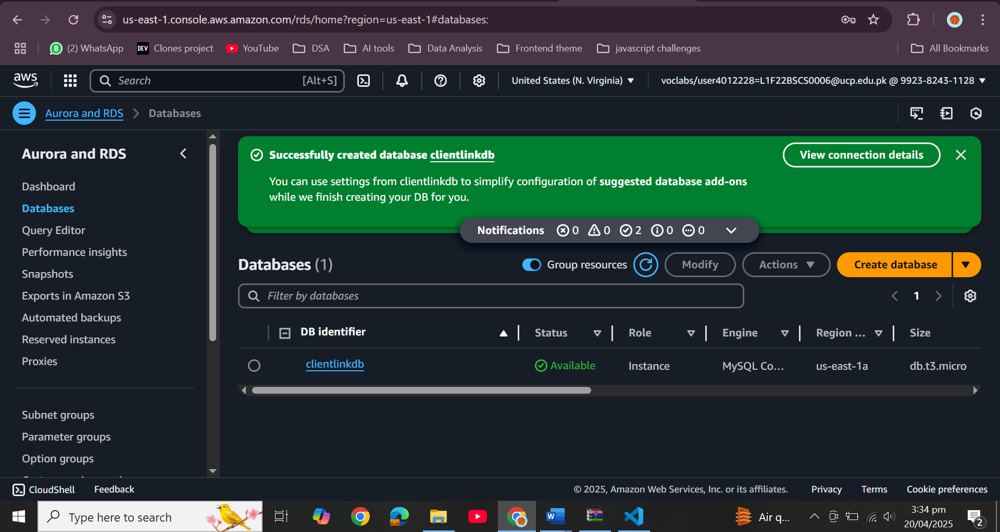 us-east-1.console.aws.amazon.com/rds/home?region=us-east-1#databases:
(2) WhatsApp
DEV Clones project
YouTube
DSA
AI tools
Data Analysis
Frontend theme
javascript challenges
All Bookmarks
aws
Search [Alt+S]
United States (N. Virginia)
voclabs/user4012228=L1F22BSCS0006@ucp.edu.pk @ 9923-8243-1128
Aurora and RDS
Databases
Aurora and RDS
Dashboard
Databases
Query Editor
Performance insights
Snapshots
Exports in Amazon S3
Automated backups
Reserved instances
Proxies
Subnet groups
Parameter groups
Option groups
Successfully created database clientlinkdb
View connection details
You can use settings from clientlinkdb to simplify configuration of suggested database add-ons
while we finish creating your DB for you.
Notifications 0 0 2 0 0
Databases (1)
Group resources
Modify
Actions
Create database
Filter by databases
1
DB identifier Status Role Engine Region ... Size
clientlinkdb Available Instance MySQL Co... us-east-1a db.t3.micro
CloudShell
Feedback
© 2025, Amazon Web Services, Inc. or its affiliates.
Privacy
Terms
Cookie preferences
Type here to search
Air q...
3:34 pm
20/04/2025
2